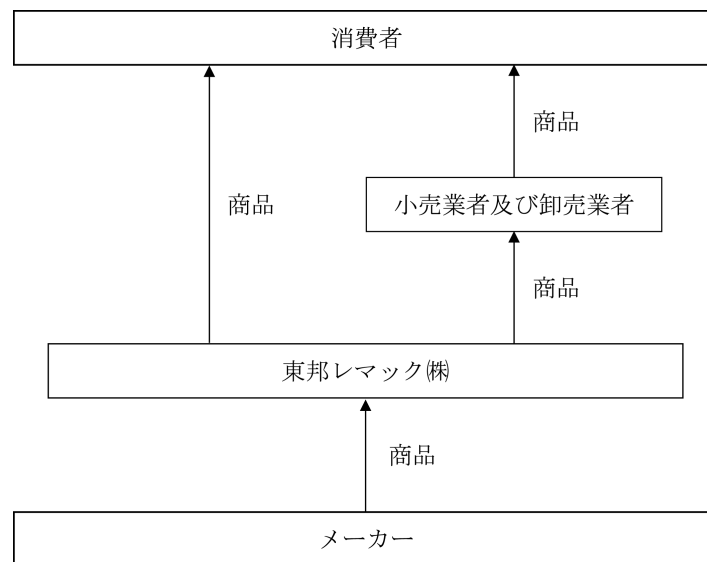 消費者
商品
商品
小売業者及び卸売業者
商品
東邦レマック㈱
商品
メーカー